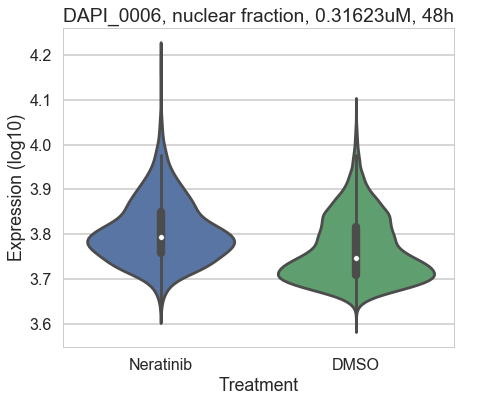 DAPI_0006, nuclear fraction, 0.31623uM, 48h
Expression (log10)
4.2
4.1
4.0
3.9
3.8
3.7
3.6
Neratinib DMSO
Treatment